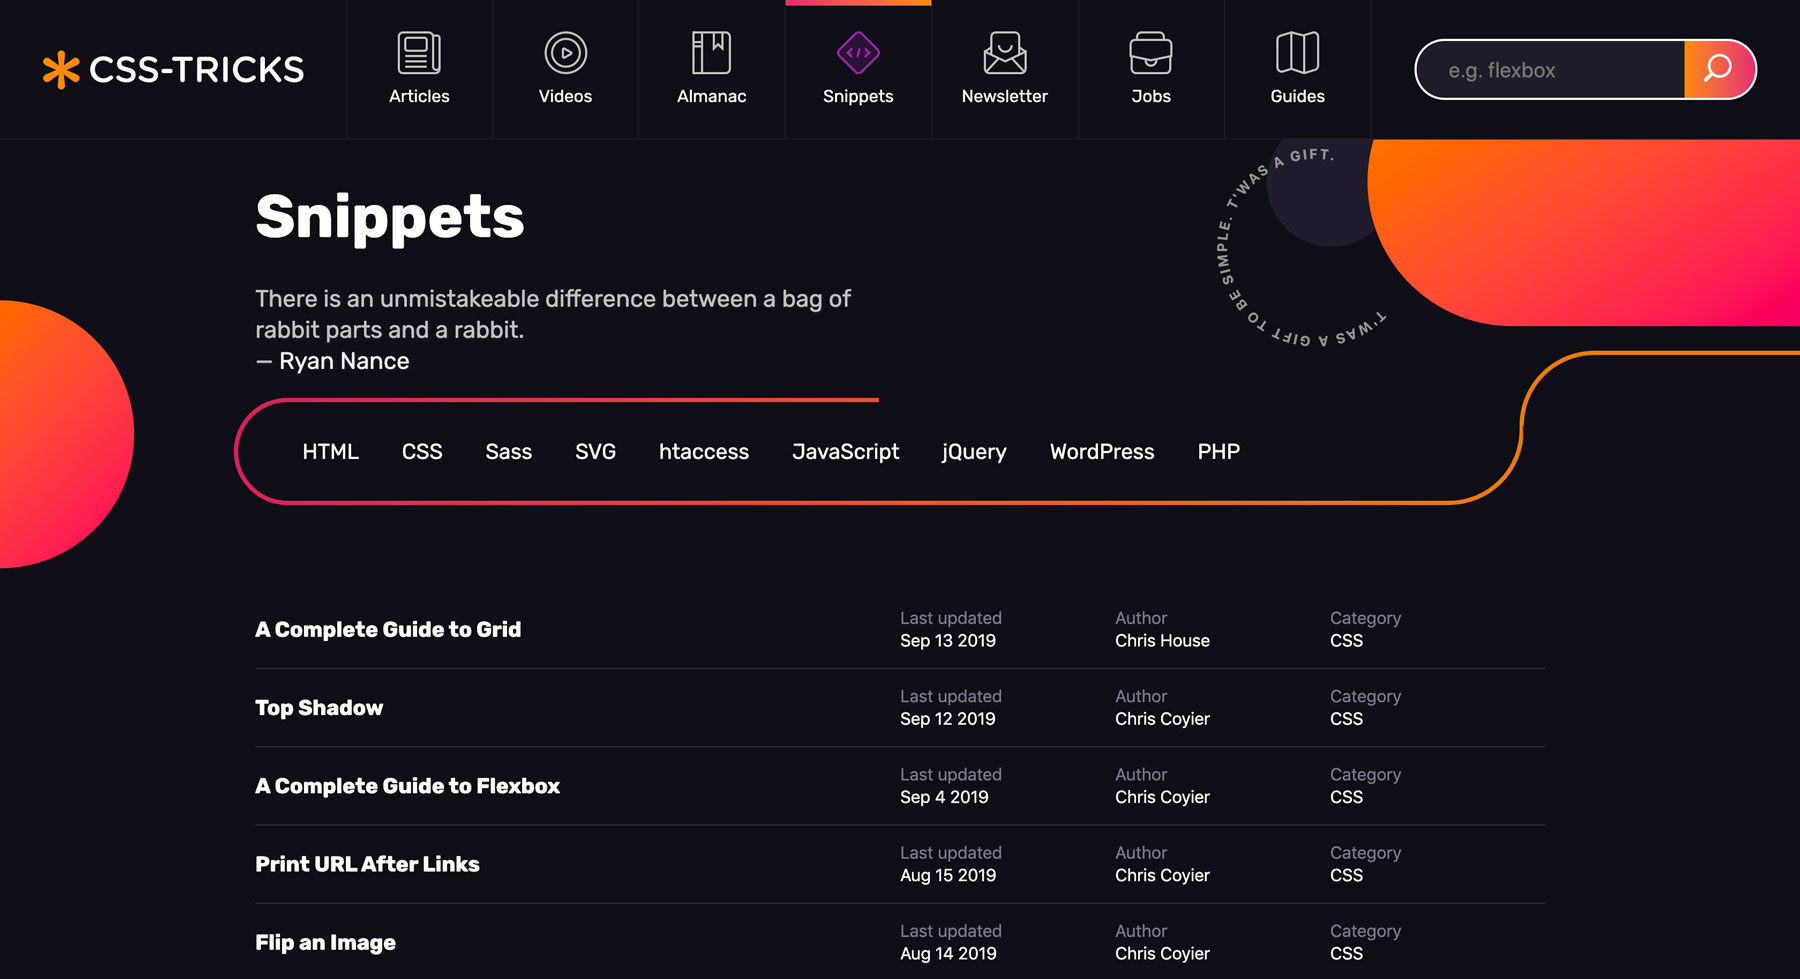 CSS-TRICKS
Articles
Videos
Almanac
Snippets
Newsletter
Jobs
Guides
e.g. flexbox
T'WAS A GIFT TO BE SIMPLE. T'WAS A GIFT.
Snippets
There is an unmistakeable difference between a bag of
rabbit parts and a rabbit.
— Ryan Nance
HTML CSS Sass SVG htaccess JavaScript jQuery WordPress PHP
A Complete Guide to Grid
Last updated
Sep 13 2019
Author
Chris House
Category
CSS
Top Shadow
Last updated
Sep 12 2019
Author
Chris Coyier
Category
CSS
A Complete Guide to Flexbox
Last updated
Sep 4 2019
Author
Chris Coyier
Category
CSS
Print URL After Links
Last updated
Aug 15 2019
Author
Chris Coyier
Category
CSS
Flip an Image
Last updated
Aug 14 2019
Author
Chris Coyier
Category
CSS